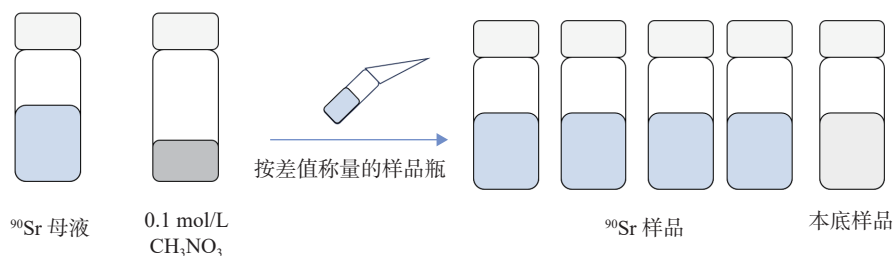 按差值称量的样品瓶
⁹⁰Sr 母液
0.1 mol/L
CH₃NO₃
⁹⁰Sr 样品
本底样品